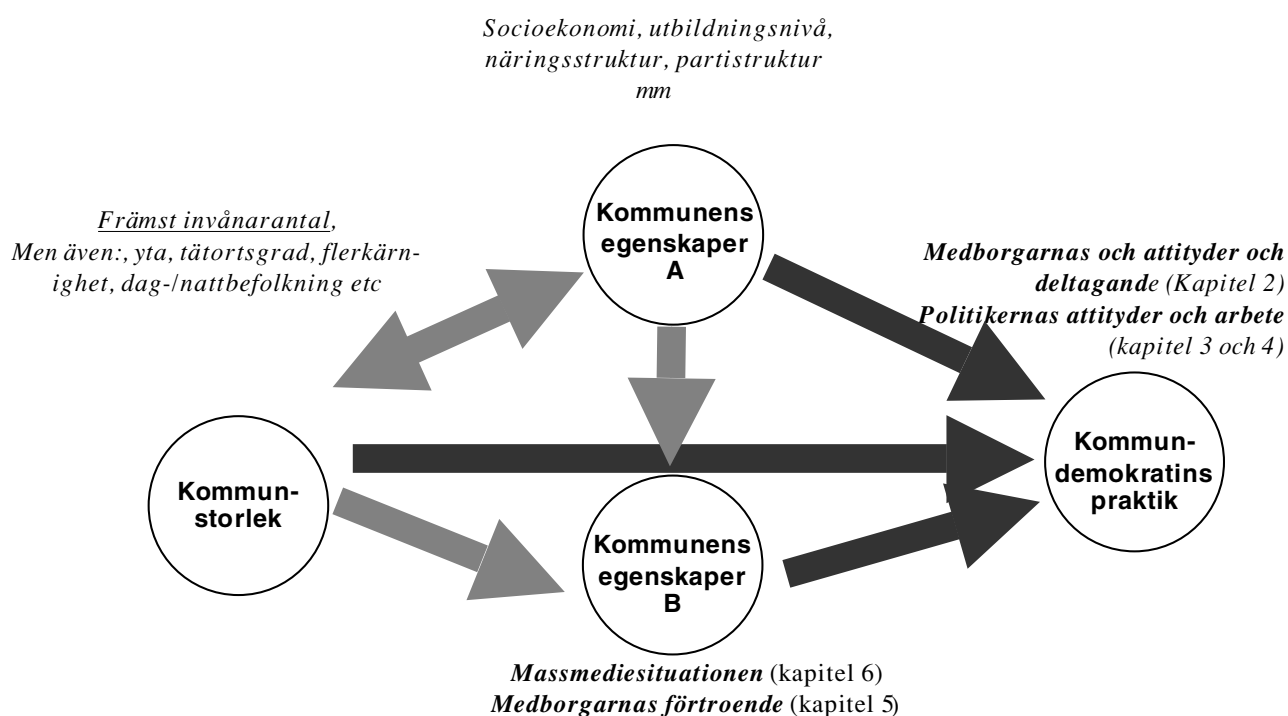 Socioekonomi, utbildningsnivå,
näringsstruktur, partistruktur
mm
Kommunens
egenskaper
A
Främst invånarantal,
Men även:, yta, tätortsgrad, flerkärn-
ighet, dag-/nattbefolkning etc
Medborgarnas och attityder och
deltagande (Kapitel 2)
Politikernas attityder och arbete
(kapitel 3 och 4)
Kommun-
storlek
Kommun-
demokratins
praktik
Kommunens
egenskaper
B
Massmediesituationen (kapitel 6)
Medborgarnas förtroende (kapitel 5)